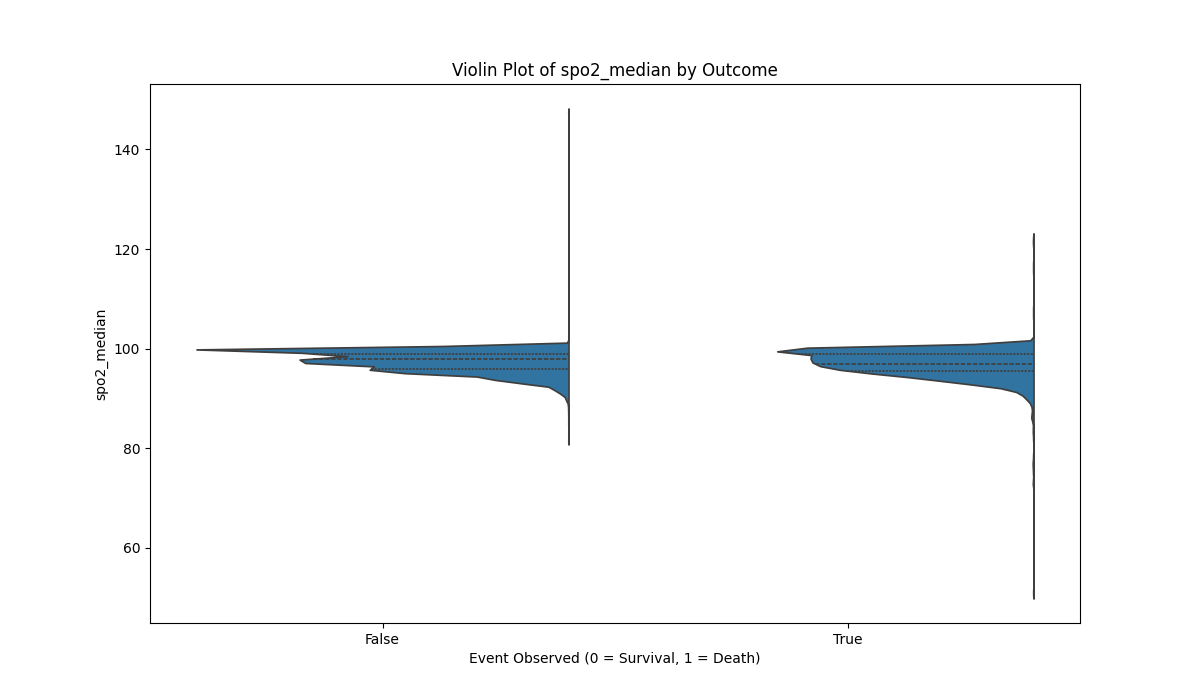 Violin Plot of spo2_median by Outcome
140
120
100
80
60
spo2_median
False
True
Event Observed (0 = Survival, 1 = Death)